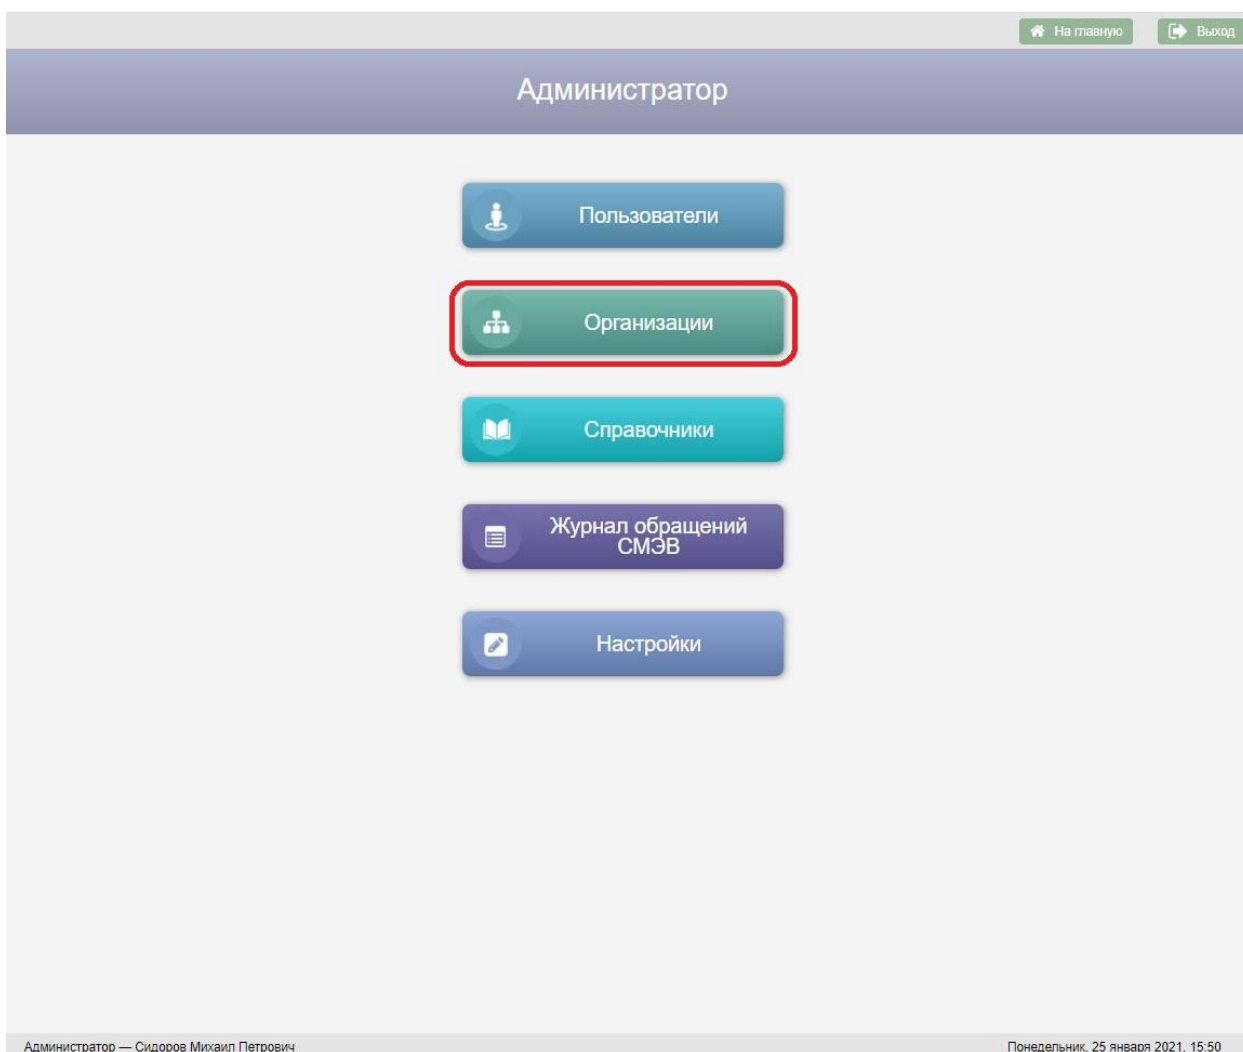 На главную
Выход
Администратор
Пользователи
Организации
Справочники
Журнал обращений
СМЭВ
Настройки
Администратор — Сидоров Михаил Петрович
Понедельник, 25 января 2021, 15:50